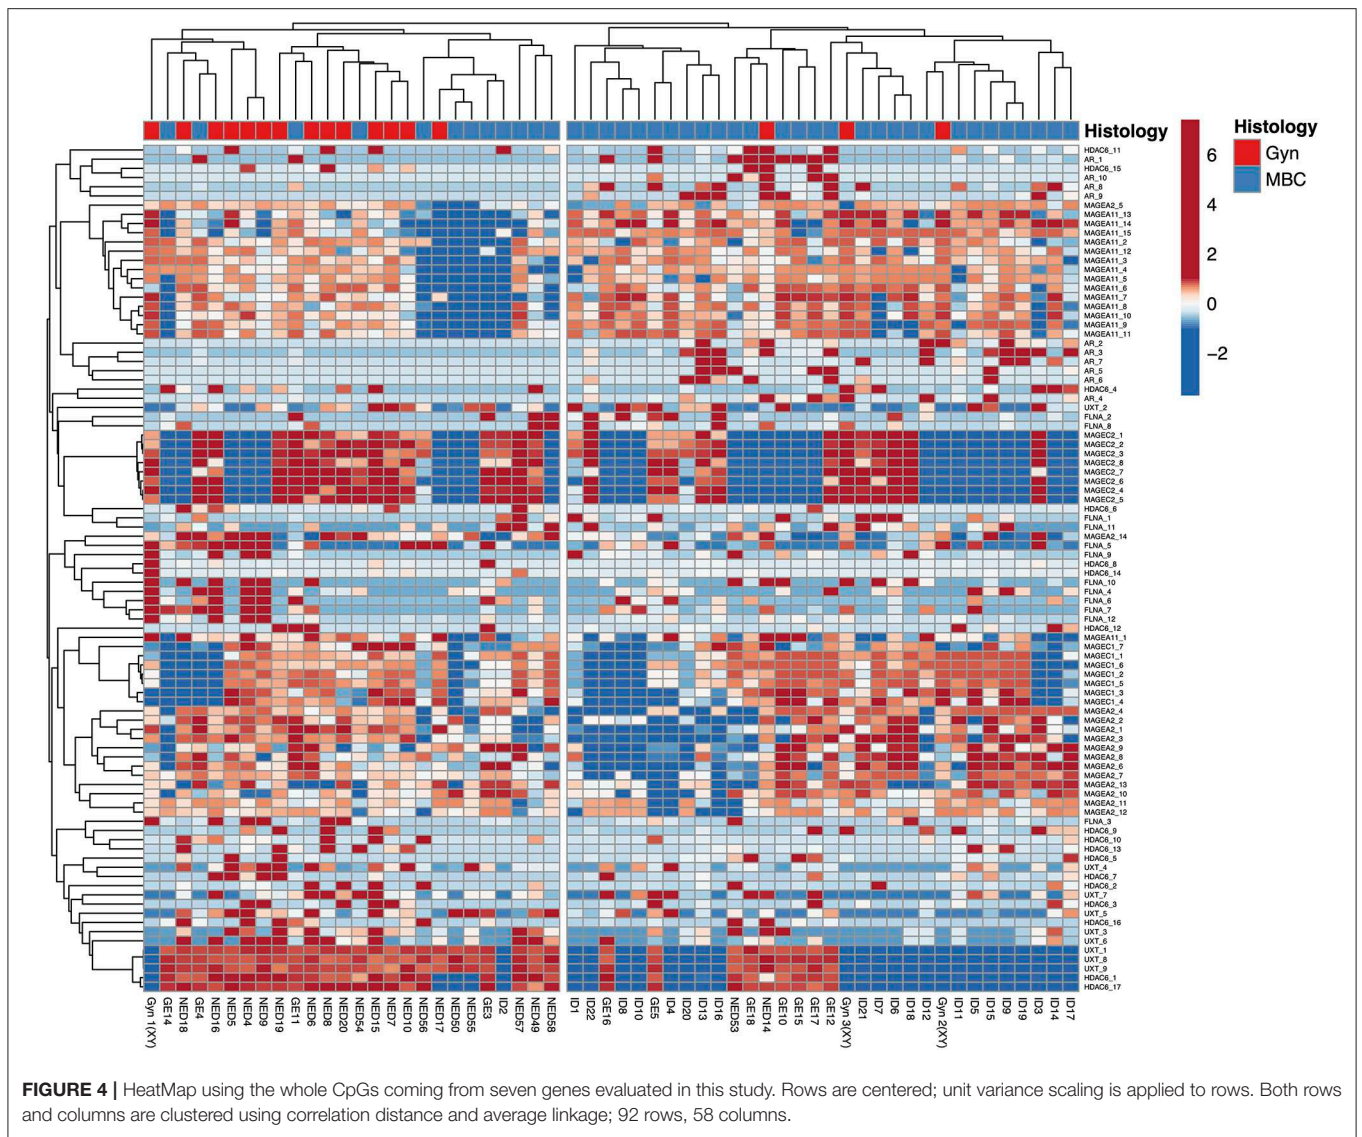 Histology
HDAC6_11
AR_1
HDAC6_15
AR_10
AR_8
AR_9
MAGEA2_5
MAGEA11_13
MAGEA11_14
MAGEA11_15
MAGEA11_2
MAGEA11_12
MAGEA11_3
MAGEA11_4
MAGEA11_5
MAGEA11_6
MAGEA11_7
MAGEA11_8
MAGEA11_10
MAGEA11_9
MAGEA11_11
AR_2
AR_3
AR_7
AR_5
AR_6
HDAC6_4
AR_4
UXT_2
FLNA_2
FLNA_8
MAGEC2_1
MAGEC2_2
MAGEC2_3
MAGEC2_8
MAGEC2_7
MAGEC2_6
MAGEC2_4
MAGEC2_5
HDAC6_6
FLNA_1
FLNA_11
MAGEA2_14
FLNA_5
FLNA_9
HDAC6_8
HDAC6_14
FLNA_10
FLNA_4
FLNA_6
FLNA_7
FLNA_12
HDAC6_12
MAGEA11_1
MAGEC1_7
MAGEC1_1
MAGEC1_6
MAGEC1_2
MAGEC1_5
MAGEC1_3
MAGEC1_4
MAGEA2_4
MAGEA2_2
MAGEA2_1
MAGEA2_3
MAGEA2_9
MAGEA2_8
MAGEA2_6
MAGEA2_7
MAGEA2_13
MAGEA2_10
MAGEA2_11
MAGEA2_12
FLNA_3
HDAC6_9
HDAC6_10
HDAC6_13
HDAC6_5
UXT_4
HDAC6_7
HDAC6_2
UXT_7
HDAC6_3
UXT_5
HDAC6_16
UXT_3
UXT_6
UXT_1
UXT_8
UXT_9
HDAC6_1
HDAC6_17
6
4
2
0
−2
Histology
Gyn
MBC
Gyn 1(XY)
GE14
NED18
GE4
NED16
NED5
NED4
NED9
NED19
GE11
NED6
NED8
NED20
NED54
NED15
NED7
NED10
NED56
NED17
NED50
NED55
GE3
ID2
NED57
NED49
NED58
ID1
ID22
GE16
ID8
ID10
GE5
ID4
ID20
ID13
ID16
NED53
GE18
NED14
GE10
GE15
GE17
GE12
Gyn 3(XY)
ID21
ID7
ID6
ID18
ID12
Gyn 2(XY)
ID11
ID5
ID15
ID9
ID19
ID3
ID14
ID17
FIGURE 4 | HeatMap using the whole CpGs coming from seven genes evaluated in this study. Rows are centered; unit variance scaling is applied to rows. Both rows
and columns are clustered using correlation distance and average linkage; 92 rows, 58 columns.